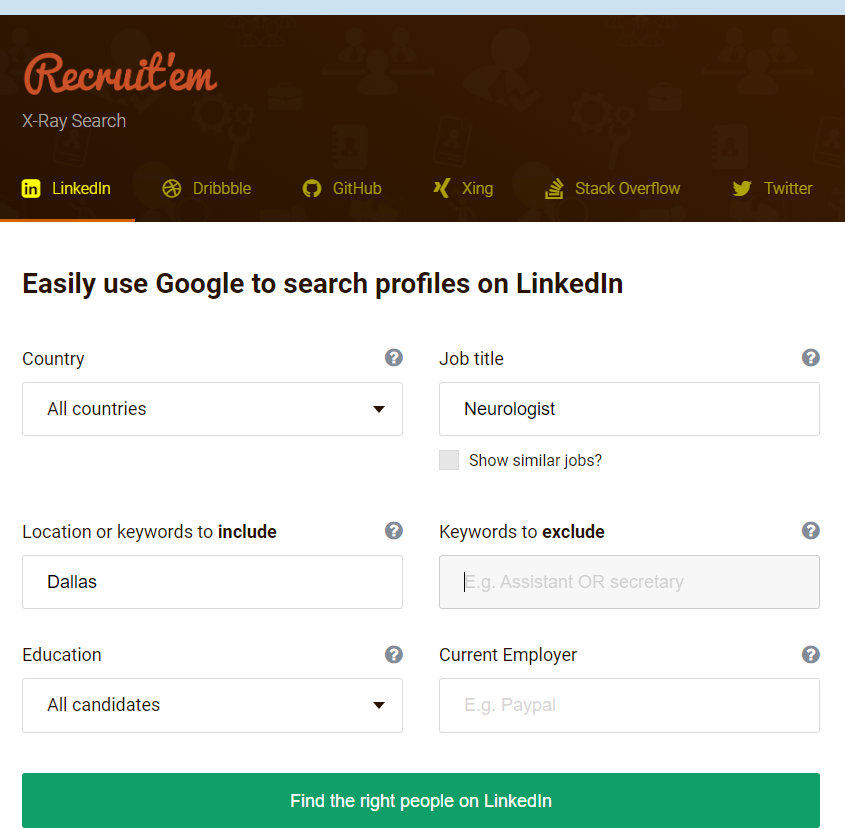 Recruit'em
X-Ray Search
in LinkedIn Dribbble GitHub Xing Stack Overflow Twitter
Easily use Google to search profiles on LinkedIn
Country ? Job title ?
All countries Neurologist
Show similar jobs?
Location or keywords to include ? Keywords to exclude ?
Dallas E.g. Assistant OR secretary
Education ? Current Employer ?
All candidates E.g. Paypal
Find the right people on LinkedIn